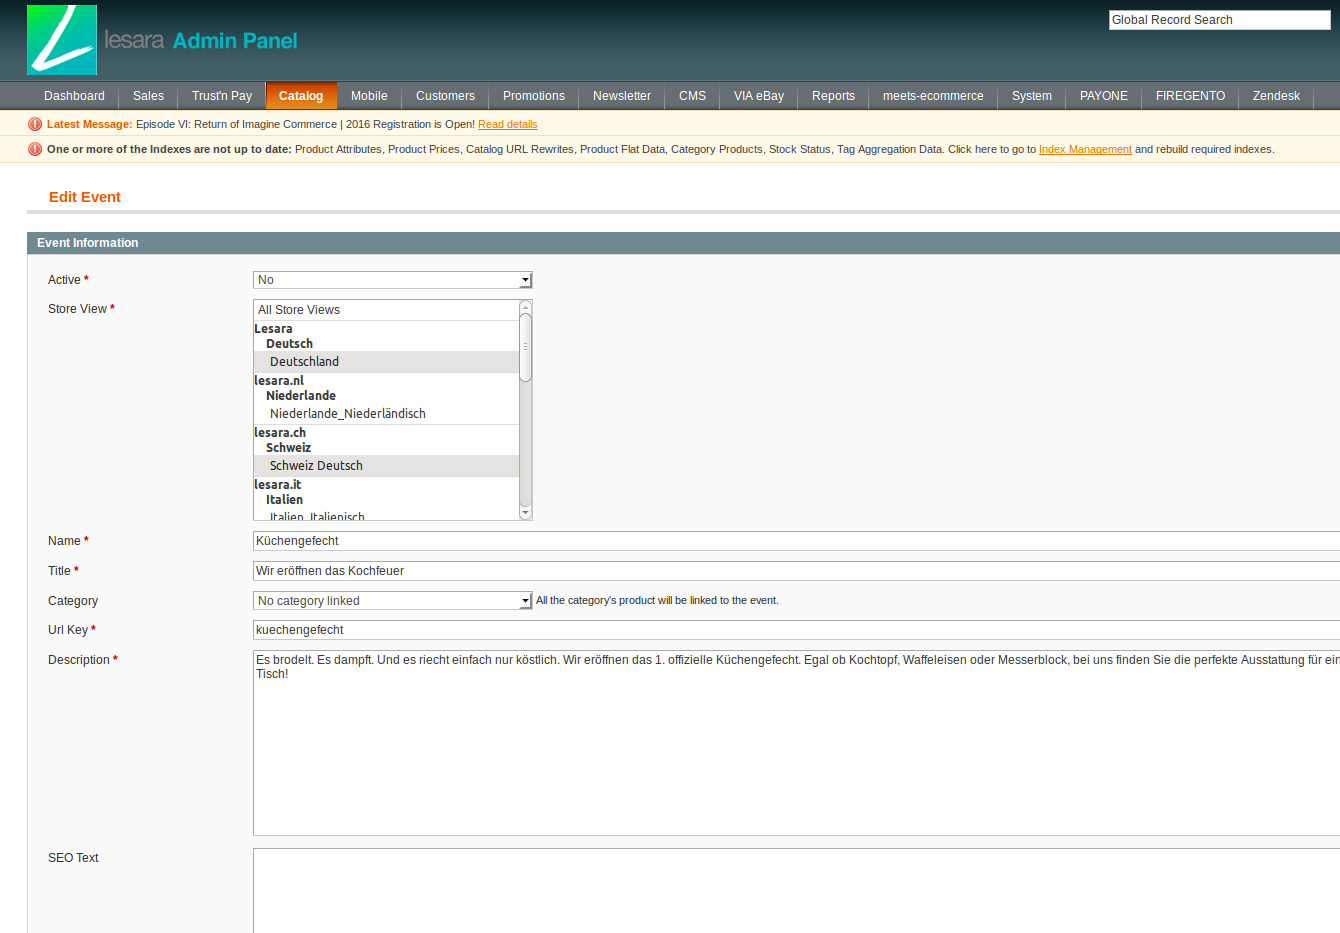 lesara Admin Panel
Global Record Search
Dashboard Sales Trust'n Pay Catalog Mobile Customers Promotions Newsletter CMS VIA eBay Reports meets-ecommerce System PAYONE FIREGENTO Zendesk
Latest Message: Episode VI: Return of Imagine Commerce | 2016 Registration is Open! Read details
One or more of the Indexes are not up to date: Product Attributes, Product Prices, Catalog URL Rewrites, Product Flat Data, Category Products, Stock Status, Tag Aggregation Data. Click here to go to Index Management and rebuild required indexes.
Edit Event
Event Information
Active * No
Store View * All Store Views
Lesara
Deutsch
Deutschland
lesara.nl
Niederlande
Niederlande_Niederländisch
lesara.ch
Schweiz
Schweiz Deutsch
lesara.it
Italien
Italien_Italienisch
Name * Küchengefecht
Title * Wir eröffnen das Kochfeuer
Category No category linked All the category's product will be linked to the event.
Url Key * kuechengefecht
Description * Es brodelt. Es dampft. Und es riecht einfach nur köstlich. Wir eröffnen das 1. offizielle Küchengefecht. Egal ob Kochtopf, Waffeleisen oder Messerblock, bei uns finden Sie die perfekte Ausstattung für ein
Tisch!
SEO Text